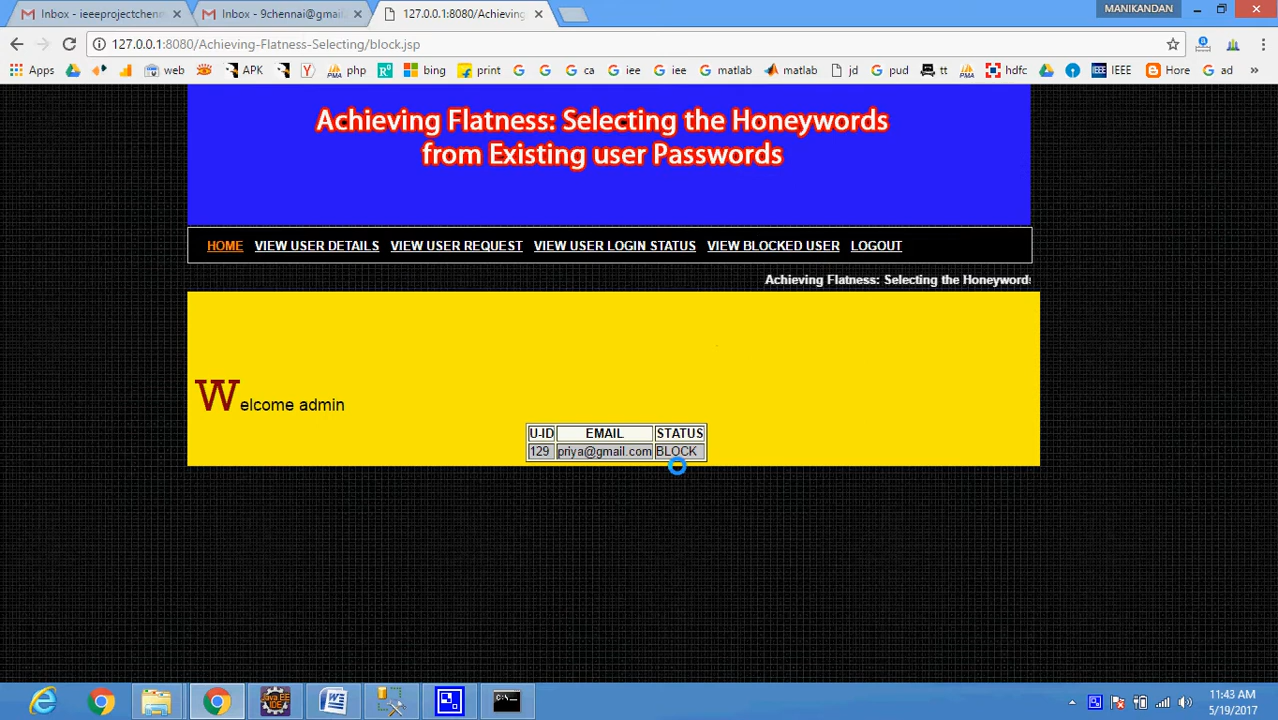 Inbox - ieeeprojectchenn
Inbox - 9chennai@gmail.
127.0.0.1:8080/Achieving
MANIKANDAN
127.0.0.1:8080/Achieving-Flatness-Selecting/block.jsp
Apps web APK php bing print ca iee iee matlab matlab jd pud tt hdfc IEEE Hore ad »
Achieving Flatness: Selecting the Honeywords
from Existing user Passwords
HOME VIEW USER DETAILS VIEW USER REQUEST VIEW USER LOGIN STATUS VIEW BLOCKED USER LOGOUT
Achieving Flatness: Selecting the Honeywords
Welcome admin
U-ID EMAIL STATUS
129 priya@gmail.com BLOCK
11:43 AM
5/19/2017